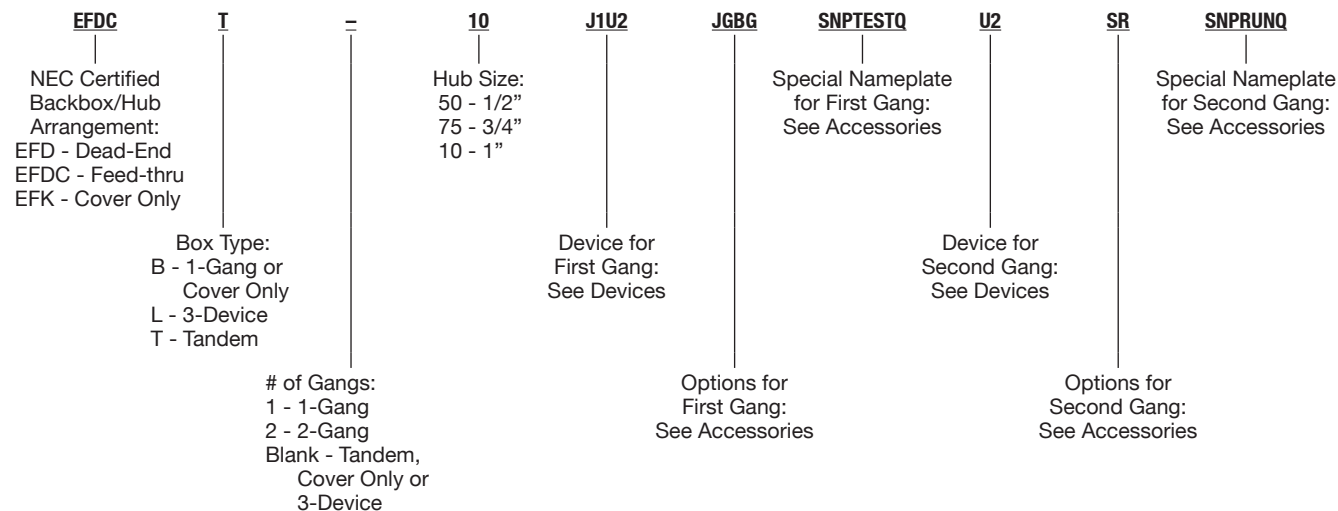 EFDC T – 10 J1U2 JGBG SNPTESTQ U2 SR SNPRUNQ
NEC Certified
Backbox/Hub
Arrangement:
EFD - Dead-End
EFDC - Feed-thru
EFK - Cover Only
Box Type:
B - 1-Gang or
Cover Only
L - 3-Device
T - Tandem
# of Gangs:
1 - 1-Gang
2 - 2-Gang
Blank - Tandem,
Cover Only or
3-Device
Hub Size:
50 - 1/2”
75 - 3/4”
10 - 1”
Device for
First Gang:
See Devices
Options for
First Gang:
See Accessories
Special Nameplate
for First Gang:
See Accessories
Device for
Second Gang:
See Devices
Options for
Second Gang:
See Accessories
Special Nameplate
for Second Gang:
See Accessories